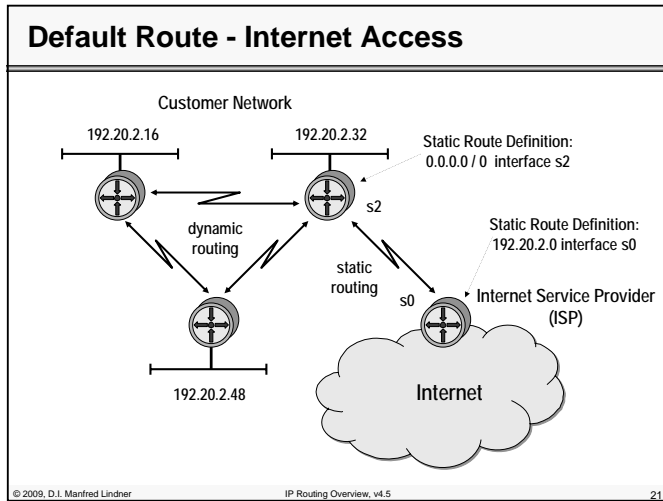 Default Route - Internet Access
Customer Network
192.20.2.16
192.20.2.32
Static Route Definition:
0.0.0.0 / 0 interface s2
s2
dynamic
routing
Static Route Definition:
192.20.2.0 interface s0
static
routing
s0
Internet Service Provider
(ISP)
Internet
192.20.2.48
© 2009, D.I. Manfred Lindner
IP Routing Overview, v4.5
21